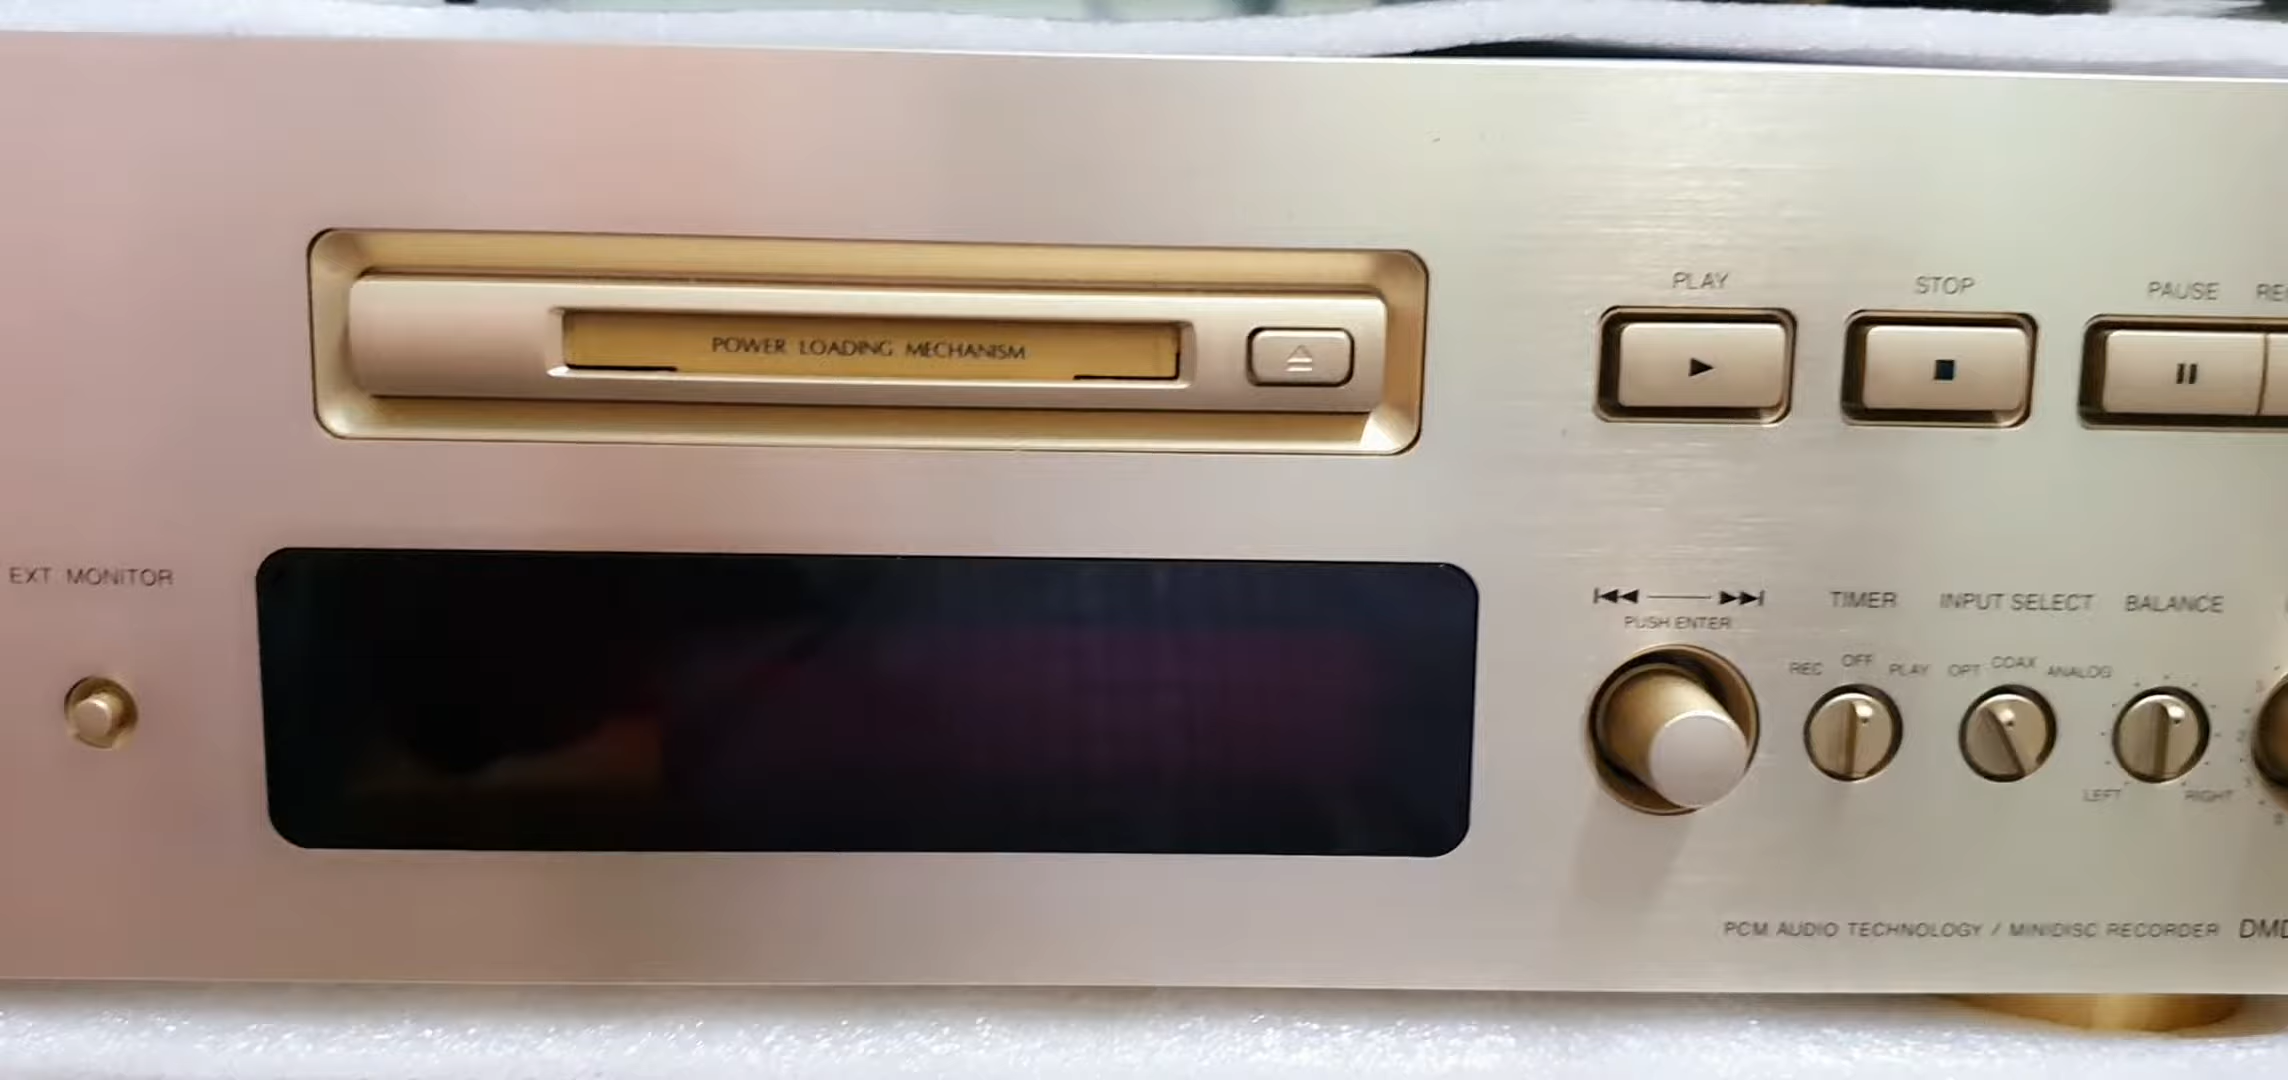 POWER LOADING MECHANISM
PLAY
STOP
PAUSE
EXT. MONITOR
PUSH ENTER
TIMER
INPUT SELECT
BALANCE
REC OFF PLAY
OPT COAX ANALOG
LEFT RIGHT
PCM AUDIO TECHNOLOGY / MINIDISC RECORDER